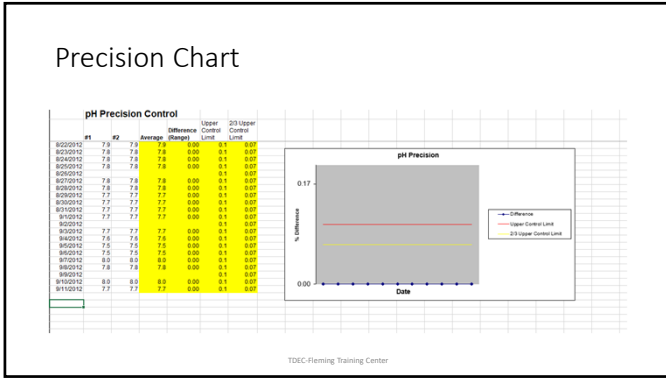 Precision Chart
pH Precision Control
#1 #2 Average Difference (Range) Upper Control Limit 2/3 Upper Control Limit
8/22/2012 7.9 7.9 7.9 0.00 0.1 0.07
8/23/2012 7.8 7.8 7.8 0.00 0.1 0.07
8/24/2012 7.8 7.8 7.8 0.00 0.1 0.07
8/25/2012 7.8 7.8 7.8 0.00 0.1 0.07
8/26/2012 0.1 0.07
8/27/2012 7.8 7.8 7.8 0.00 0.1 0.07
8/28/2012 7.8 7.8 7.8 0.00 0.1 0.07
8/29/2012 7.7 7.7 7.7 0.00 0.1 0.07
8/30/2012 7.7 7.7 7.7 0.00 0.1 0.07
8/31/2012 7.7 7.7 7.7 0.00 0.1 0.07
9/1/2012 7.7 7.7 7.7 0.00 0.1 0.07
9/2/2012 0.1 0.07
9/3/2012 7.7 7.7 7.7 0.00 0.1 0.07
9/4/2012 7.6 7.6 7.6 0.00 0.1 0.07
9/5/2012 7.5 7.5 7.5 0.00 0.1 0.07
9/6/2012 7.5 7.5 7.5 0.00 0.1 0.07
9/7/2012 8.0 8.0 8.0 0.00 0.1 0.07
9/8/2012 7.8 7.8 7.8 0.00 0.1 0.07
9/9/2012 0.1 0.07
9/10/2012 8.0 8.0 8.0 0.00 0.1 0.07
9/11/2012 7.7 7.7 7.7 0.00 0.1 0.07
pH Precision
0.17
% Difference
0.00
Date
Difference
Upper Control Limit
2/3 Upper Control Limit
TDEC-Fleming Training Center